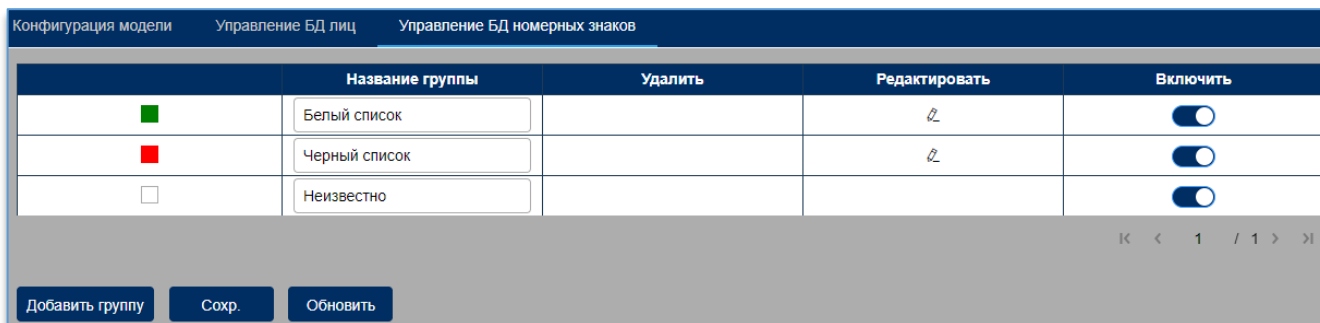 Конфигурация модели Управление БД лиц Управление БД номерных знаков
Название группы Удалить Редактировать Включить
Белый список
Черный список
Неизвестно
1 / 1
Добавить группу Сохр. Обновить